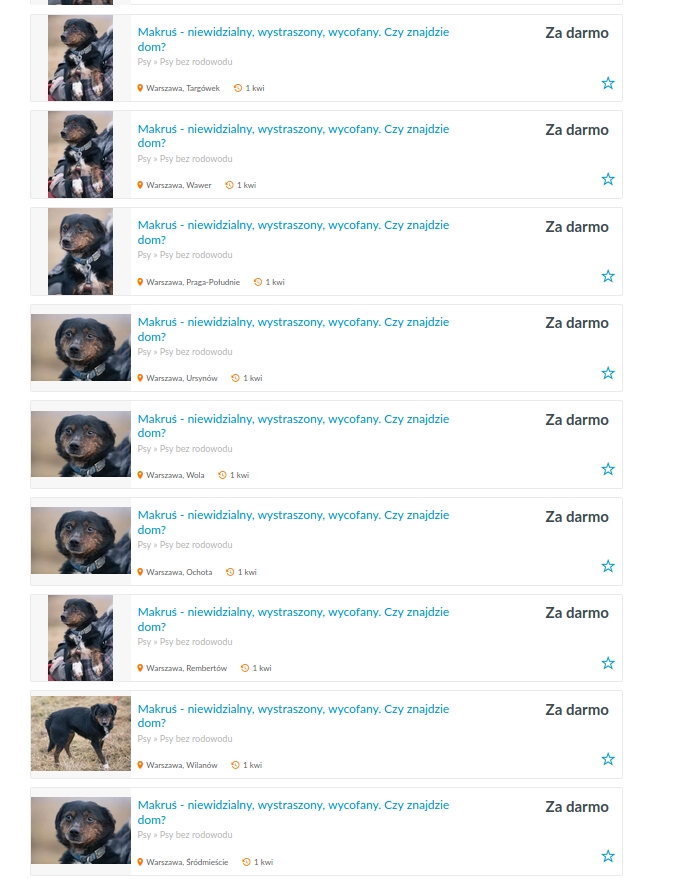 Makruś - niewidzialny, wystraszony, wycofany. Czy znajdzie
dom?
Za darmo
Psy » Psy bez rodowodu
Warszawa, Targówek 1 kwi
Makruś - niewidzialny, wystraszony, wycofany. Czy znajdzie
dom?
Za darmo
Psy » Psy bez rodowodu
Warszawa, Wawer 1 kwi
Makruś - niewidzialny, wystraszony, wycofany. Czy znajdzie
dom?
Za darmo
Psy » Psy bez rodowodu
Warszawa, Praga-Południe 1 kwi
Makruś - niewidzialny, wystraszony, wycofany. Czy znajdzie
dom?
Za darmo
Psy » Psy bez rodowodu
Warszawa, Ursynów 1 kwi
Makruś - niewidzialny, wystraszony, wycofany. Czy znajdzie
dom?
Za darmo
Psy » Psy bez rodowodu
Warszawa, Wola 1 kwi
Makruś - niewidzialny, wystraszony, wycofany. Czy znajdzie
dom?
Za darmo
Psy » Psy bez rodowodu
Warszawa, Ochota 1 kwi
Makruś - niewidzialny, wystraszony, wycofany. Czy znajdzie
dom?
Za darmo
Psy » Psy bez rodowodu
Warszawa, Rembertów 1 kwi
Makruś - niewidzialny, wystraszony, wycofany. Czy znajdzie
dom?
Za darmo
Psy » Psy bez rodowodu
Warszawa, Wilanów 1 kwi
Makruś - niewidzialny, wystraszony, wycofany. Czy znajdzie
dom?
Za darmo
Psy » Psy bez rodowodu
Warszawa, Śródmieście 1 kwi